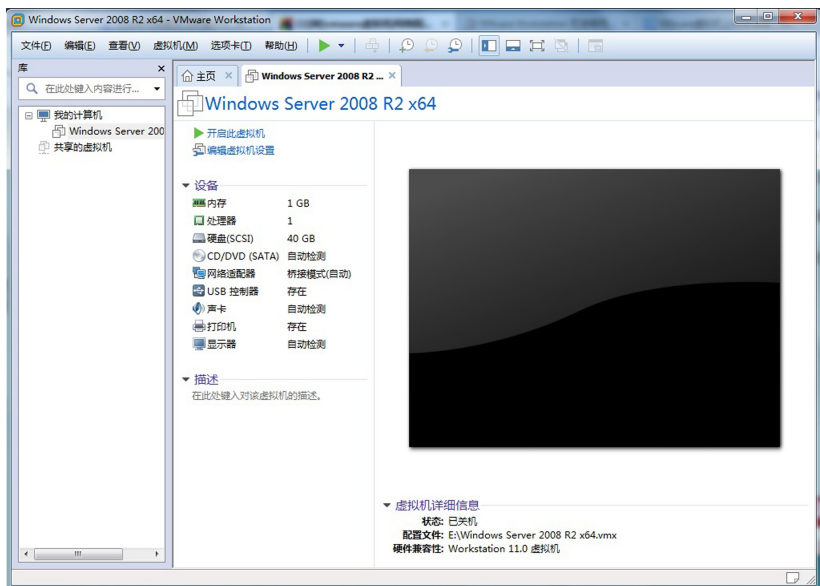 Windows Server 2008 R2 x64 - VMware Workstation
文件(F) 编辑(E) 查看(V) 虚拟机(M) 选项卡(T) 帮助(H)
库
在此处键入内容进行...
我的计算机
Windows Server 200
共享的虚拟机
主页
Windows Server 2008 R2 ...
Windows Server 2008 R2 x64
开启此虚拟机
编辑虚拟机设置
设备
内存 1 GB
处理器 1
硬盘(SCSI) 40 GB
CD/DVD (SATA) 自动检测
网络适配器 桥接模式(自动)
USB 控制器 存在
声卡 自动检测
打印机 存在
显示器 自动检测
描述
在此处键入对该虚拟机的描述。
虚拟机详细信息
状态: 已关机
配置文件: E:\Windows Server 2008 R2 x64.vmx
硬件兼容性: Workstation 11.0 虚拟机